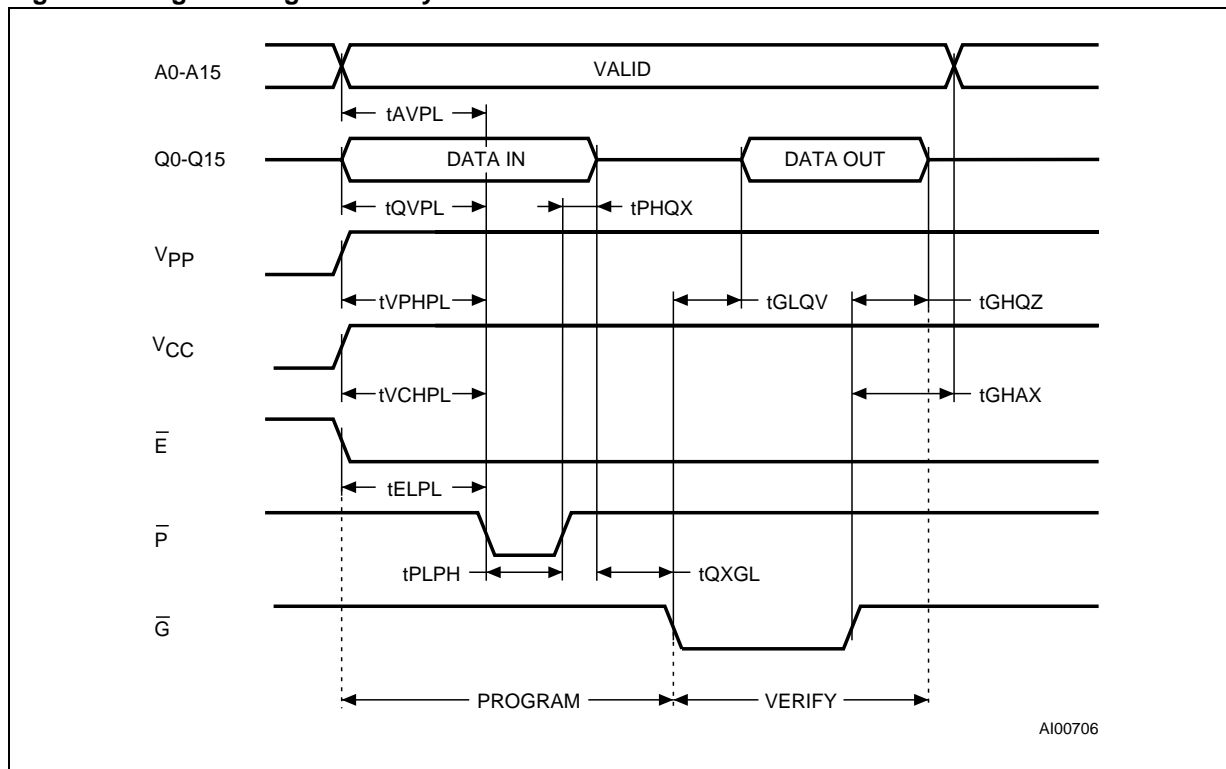 A0-A15
VALID
tAVPL
Q0-Q15
DATA IN
DATA OUT
tQVPL
tPHQX
VPP
tVPHPL
tGLQV
tGHQZ
VCC
tVCHPL
tGHAX
E
tELPL
P
tPLPH
tQXGL
G
PROGRAM
VERIFY
AI00706